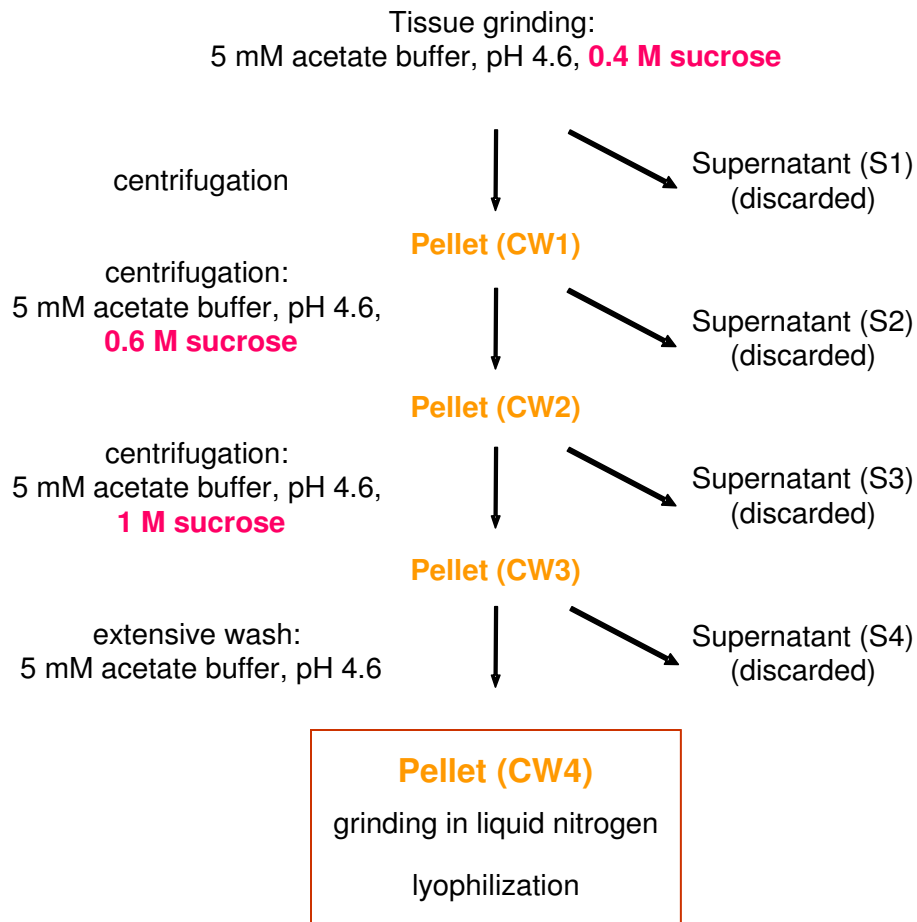 Tissue grinding:
5 mM acetate buffer, pH 4.6, 0.4 M sucrose
centrifugation
Supernatant (S1)
(discarded)
Pellet (CW1)
centrifugation:
5 mM acetate buffer, pH 4.6,
0.6 M sucrose
Supernatant (S2)
(discarded)
Pellet (CW2)
centrifugation:
5 mM acetate buffer, pH 4.6,
1 M sucrose
Supernatant (S3)
(discarded)
Pellet (CW3)
extensive wash:
5 mM acetate buffer, pH 4.6
Supernatant (S4)
(discarded)
Pellet (CW4)
grinding in liquid nitrogen
lyophilization